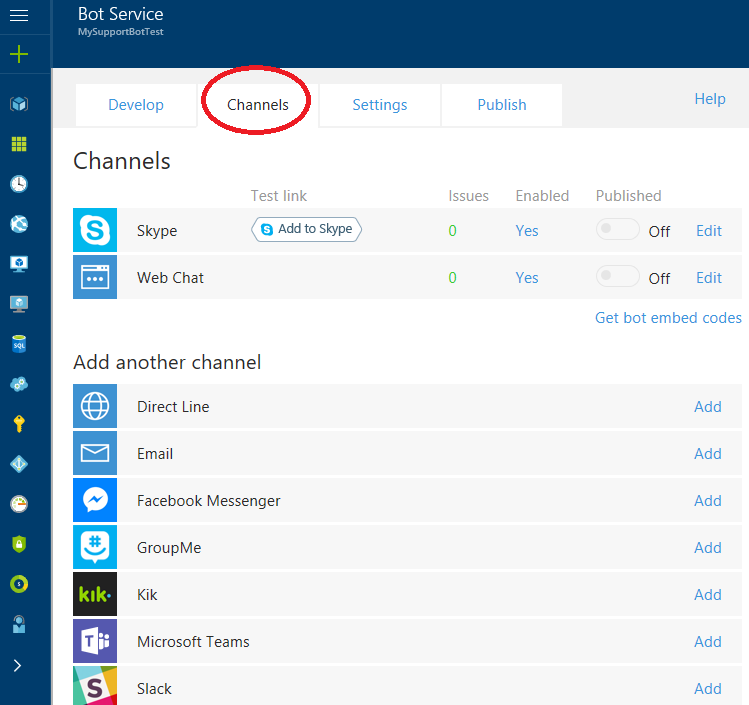 Bot Service
MySupportBotTest
Develop Channels Settings Publish Help
Channels
Test link Issues Enabled Published
Skype Add to Skype 0 Yes Off Edit
Web Chat 0 Yes Off Edit
Get bot embed codes
Add another channel
Direct Line Add
Email Add
Facebook Messenger Add
GroupMe Add
kik. Kik Add
Microsoft Teams Add
Slack Add
SQL